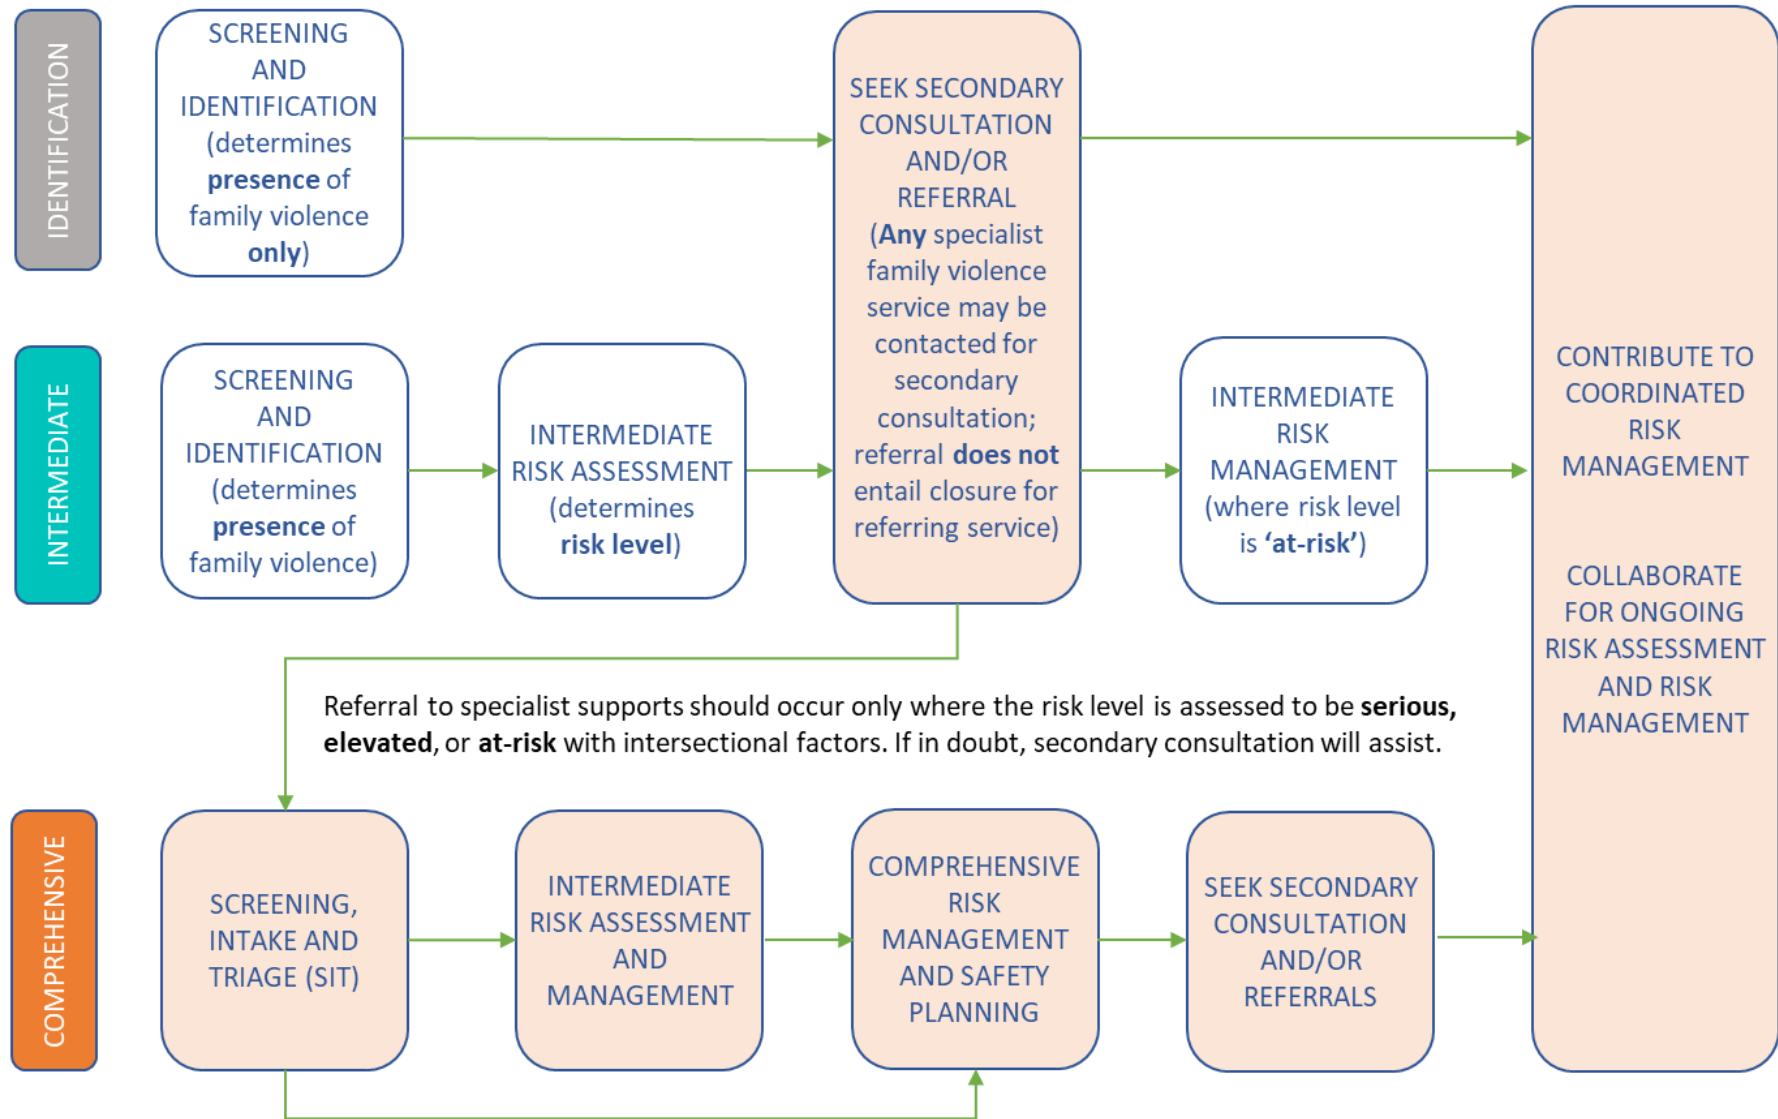 IDENTIFICATION
SCREENING
AND
IDENTIFICATION
(determines
presence of
family violence
only)
SEEK SECONDARY
CONSULTATION
AND/OR
REFERRAL
(Any specialist
family violence
service may be
contacted for
secondary
consultation;
referral does not
entail closure for
referring service)
CONTRIBUTE TO
COORDINATED
RISK
MANAGEMENT
COLLABORATE
FOR ONGOING
RISK ASSESSMENT
AND RISK
MANAGEMENT
INTERMEDIATE
SCREENING
AND
IDENTIFICATION
(determines
presence of
family violence)
INTERMEDIATE
RISK ASSESSMENT
(determines
risk level)
INTERMEDIATE
RISK
MANAGEMENT
(where risk level
is ‘at-risk’)
Referral to specialist supports should occur only where the risk level is assessed to be serious,
elevated, or at-risk with intersectional factors. If in doubt, secondary consultation will assist.
COMPREHENSIVE
SCREENING,
INTAKE AND
TRIAGE (SIT)
INTERMEDIATE
RISK ASSESSMENT
AND
MANAGEMENT
COMPREHENSIVE
RISK
MANAGEMENT
AND SAFETY
PLANNING
SEEK SECONDARY
CONSULTATION
AND/OR
REFERRALS